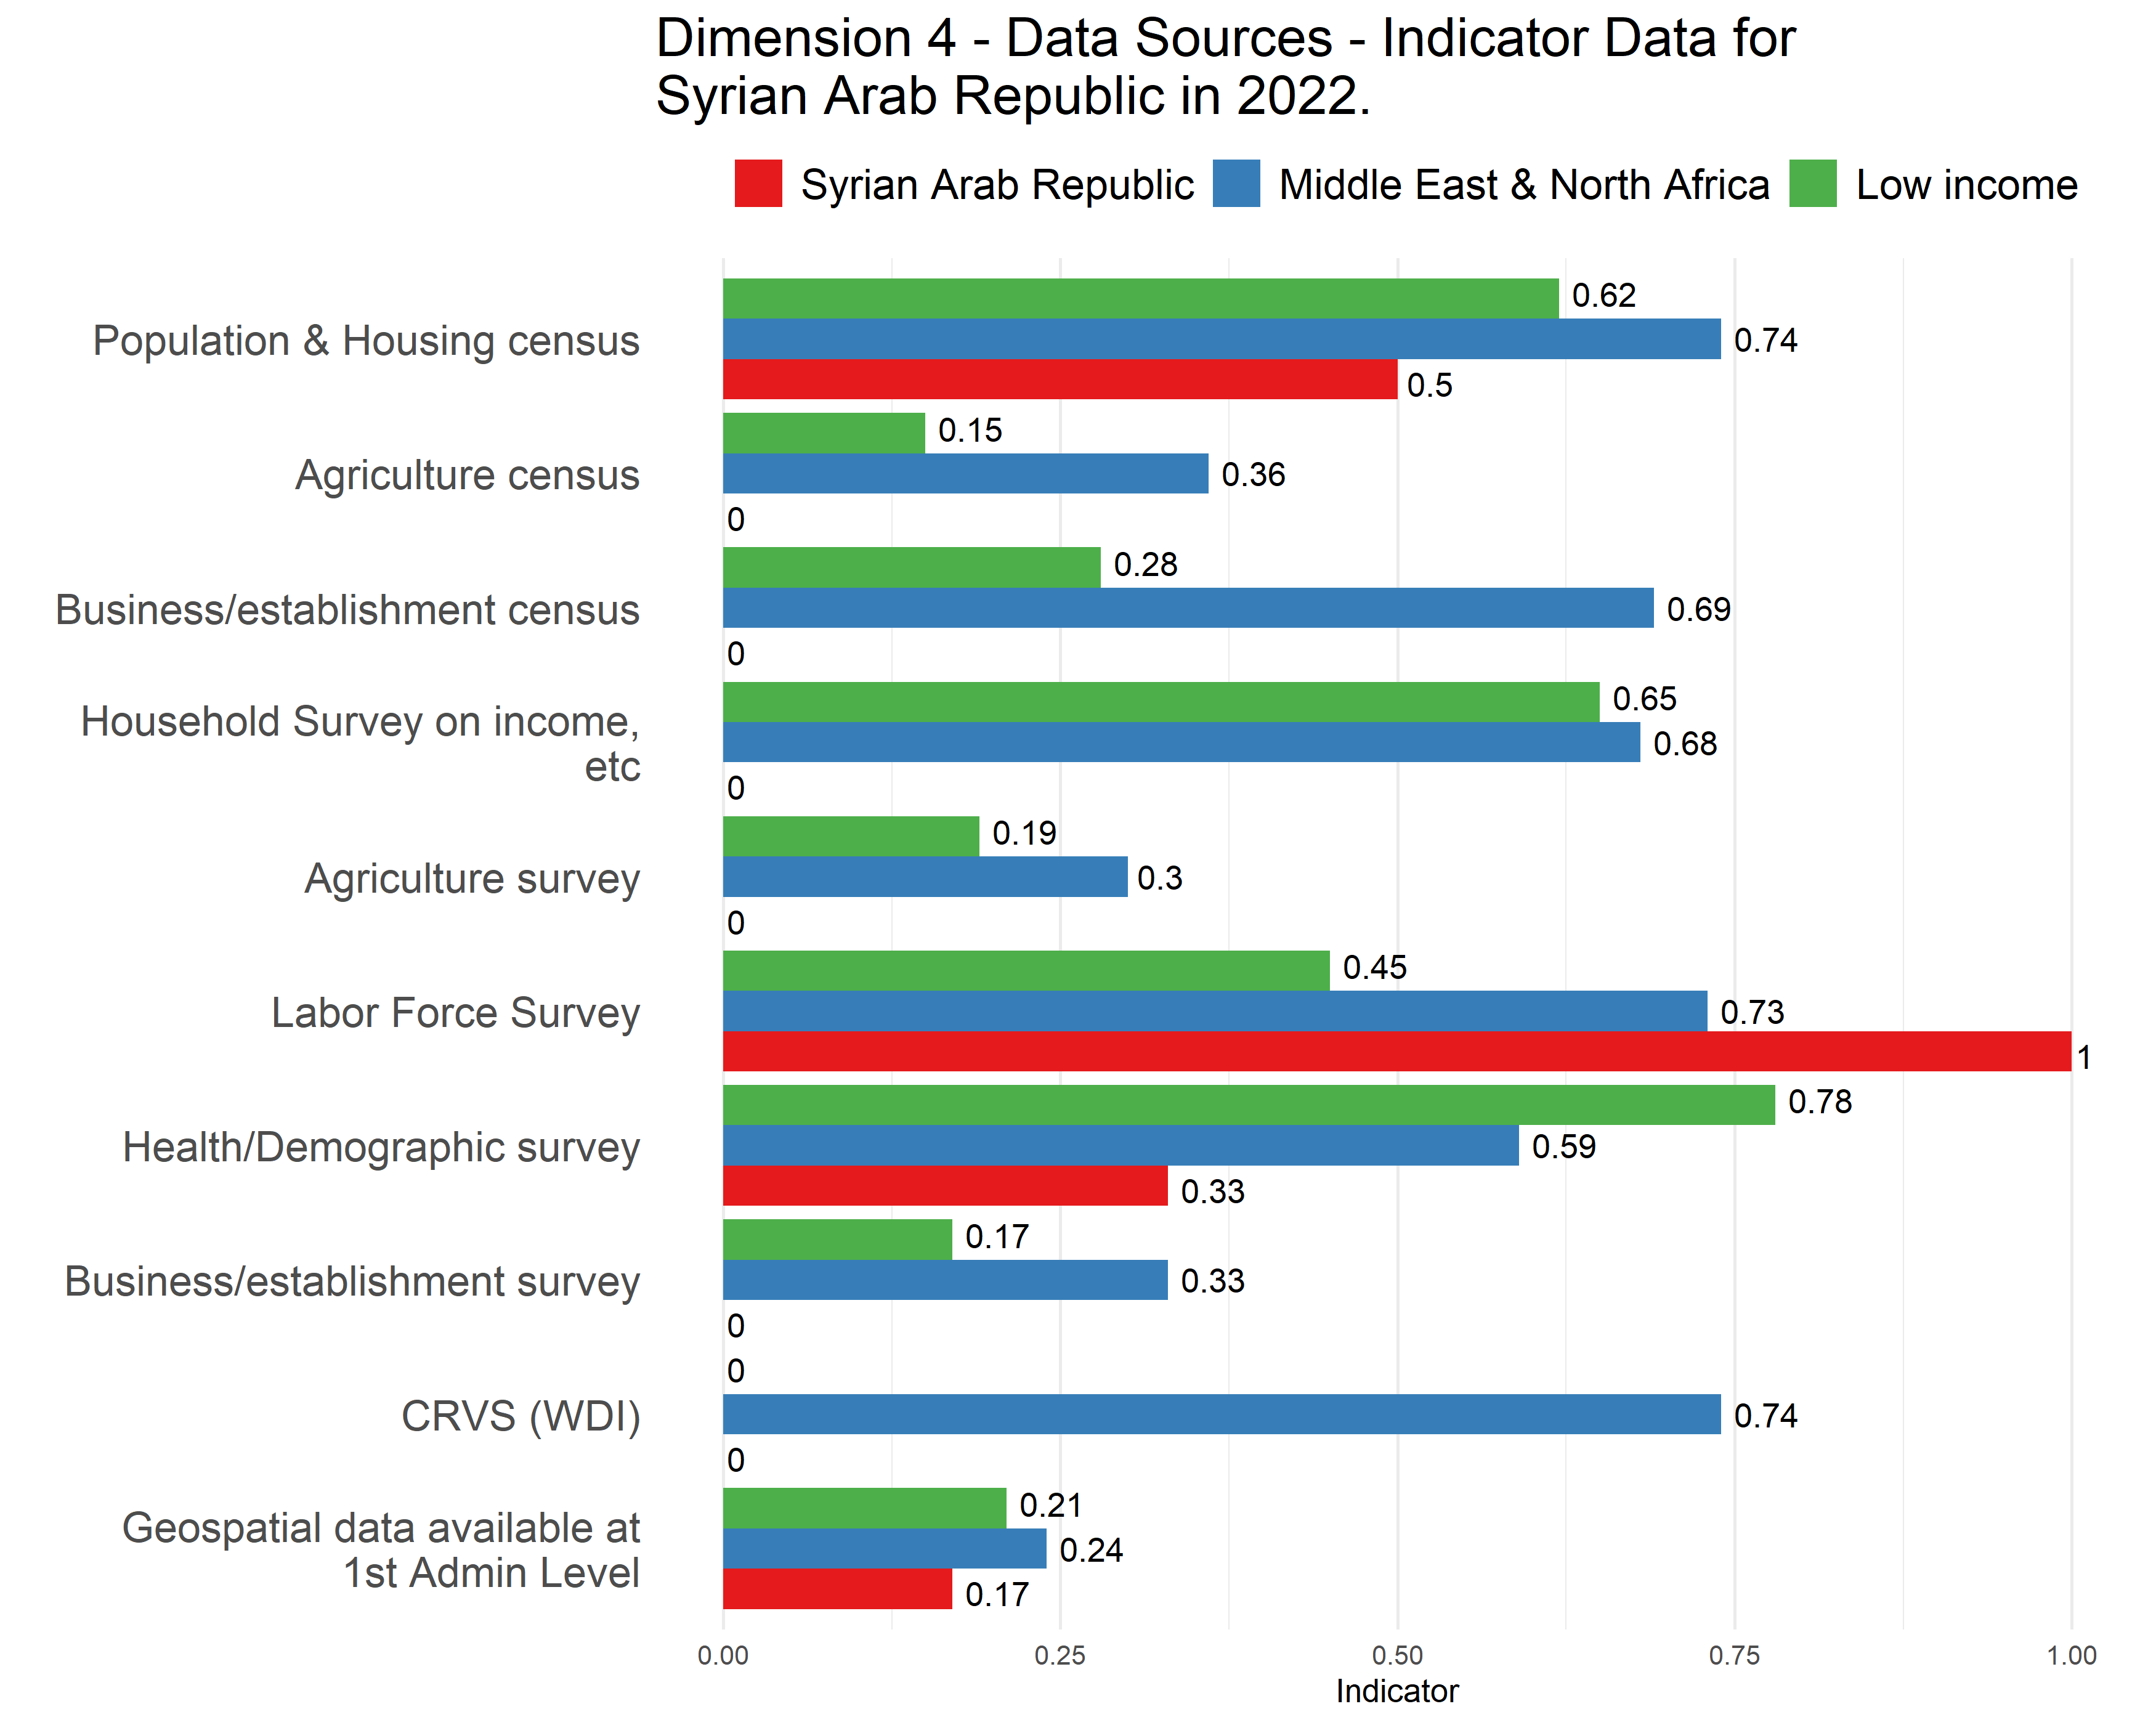 Dimension 4 - Data Sources - Indicator Data for
Syrian Arab Republic in 2022.
Syrian Arab Republic Middle East & North Africa Low income
0.62
Population & Housing census 0.74
0.5
0.15
Agriculture census 0.36
0
0.28
Business/establishment census 0.69
0
0.65
Household Survey on income,
etc
0.68
0
0.19
Agriculture survey 0.3
0
0.45
Labor Force Survey 0.73
1
0.78
Health/Demographic survey 0.59
0.33
0.17
Business/establishment survey 0.33
0
0
CRVS (WDI) 0.74
0
0.21
Geospatial data available at
1st Admin Level
0.24
0.17
0.00 0.25 0.50 0.75 1.00
Indicator